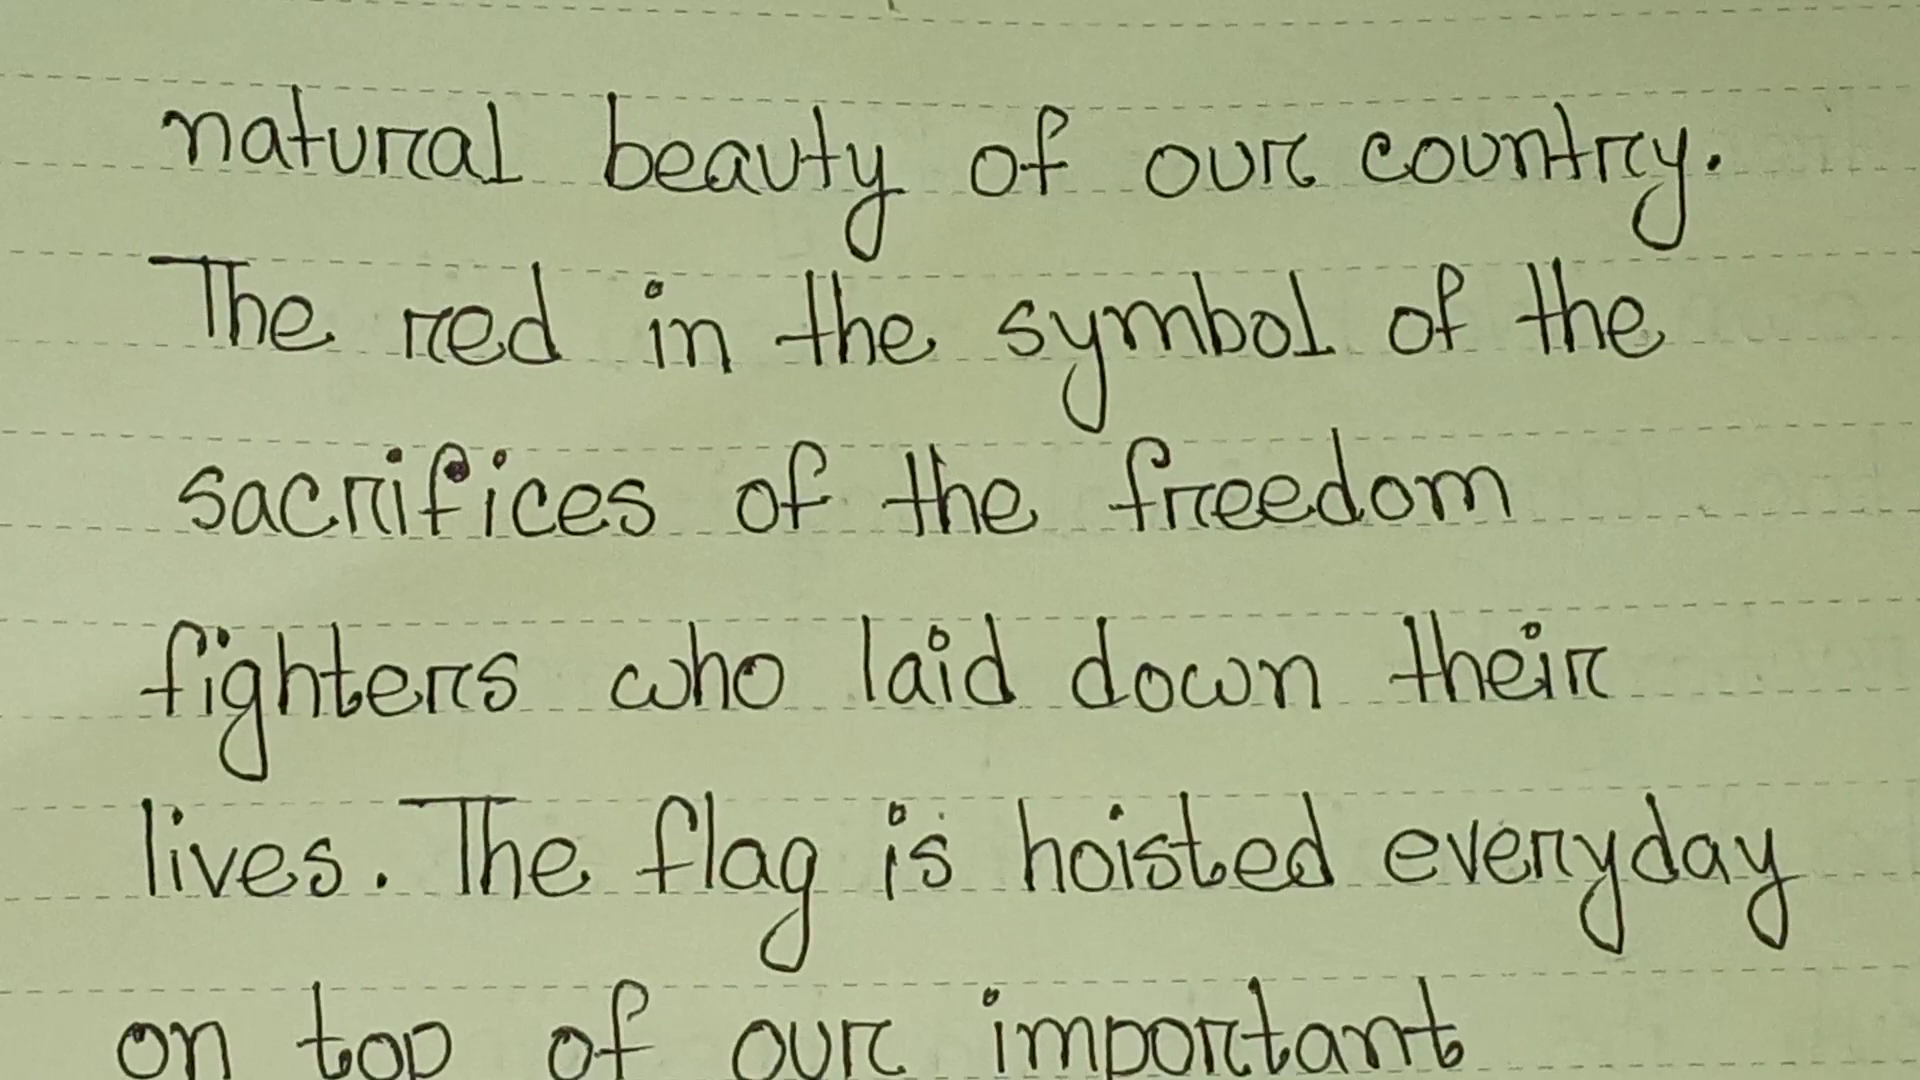 natural beauty of our country.
The red in the symbol of the
sacrifices of the freedom
fighters who laid down their
lives. The flag is hoisted everyday
on top of our important